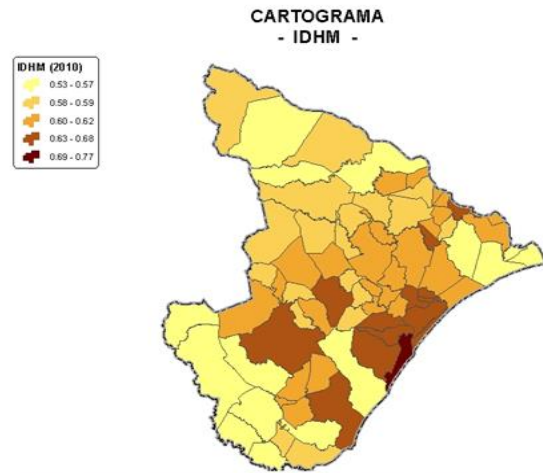 CARTOGRAMA
- IDHM -
IDHM (2010)
0.53 - 0.57
0.58 - 0.59
0.60 - 0.62
0.63 - 0.68
0.69 - 0.77